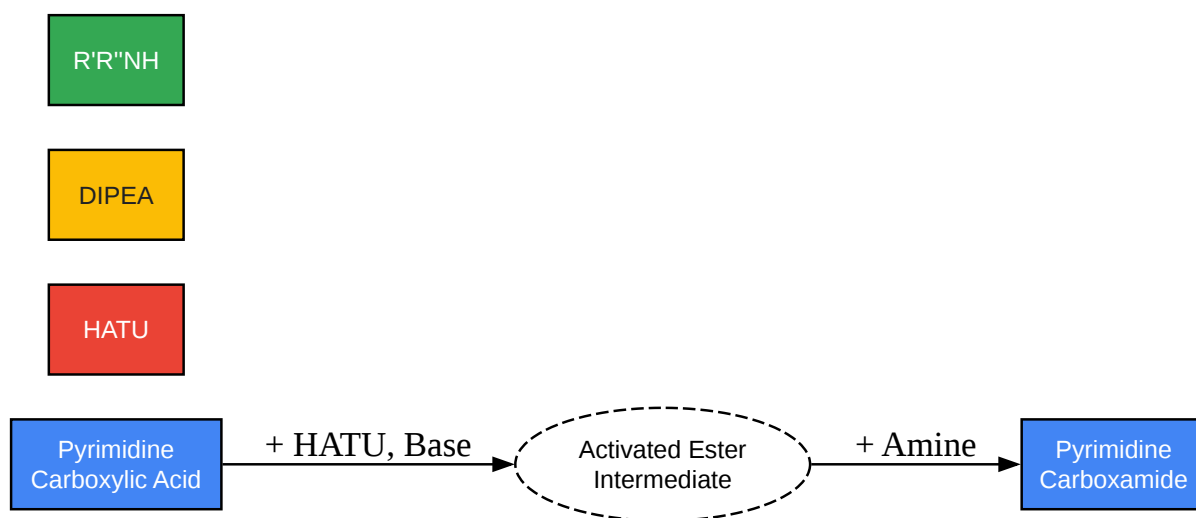 R'R"NH
DIPEA
HATU
Pyrimidine
Carboxylic Acid
+ HATU, Base
Activated Ester
Intermediate
+ Amine
Pyrimidine
Carboxamide